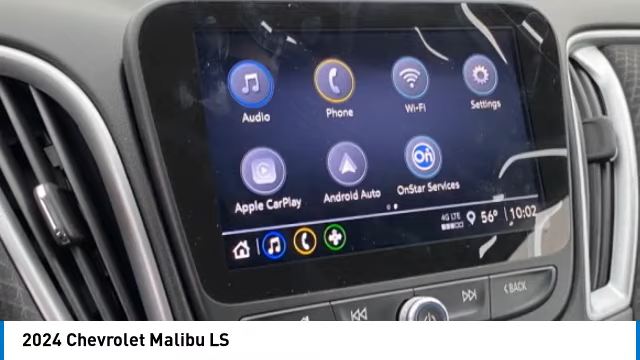 Audio
Phone
Wi-Fi
Settings
Apple CarPlay
Android Auto
On
OnStar Services
4G LTE
56°
10:02
BACK
2024 Chevrolet Malibu LS